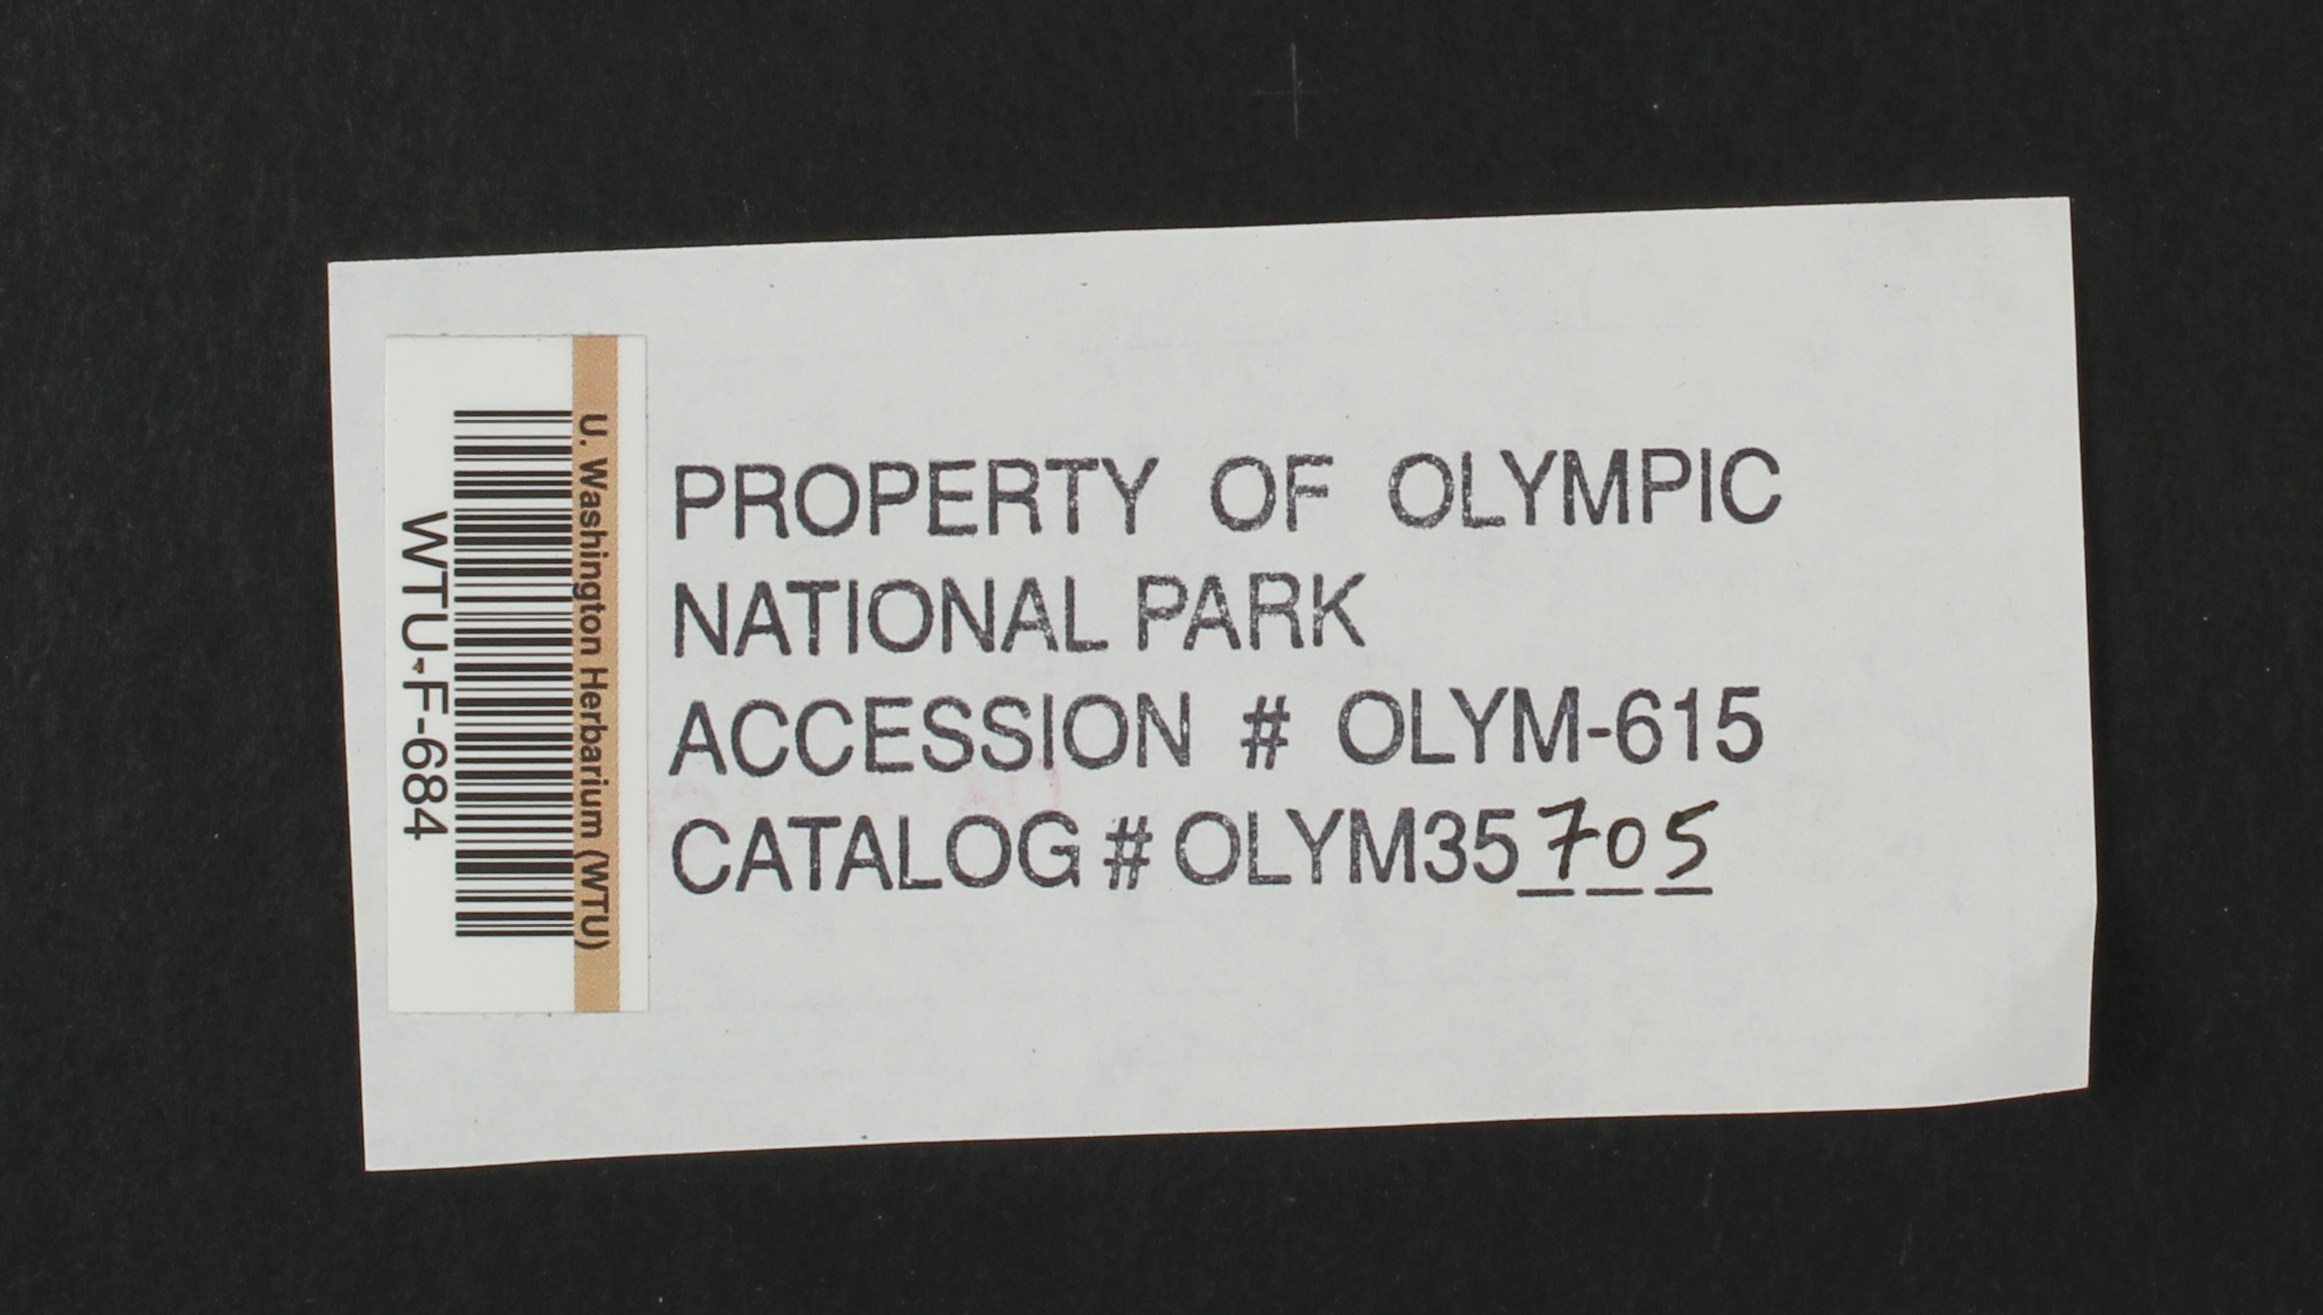 U. Washington Herbarium (WTU)
WTU-F-684
PROPERTY OF OLYMPIC
NATIONAL PARK
ACCESSION # OLYM-615
CATALOG # OLYM35705